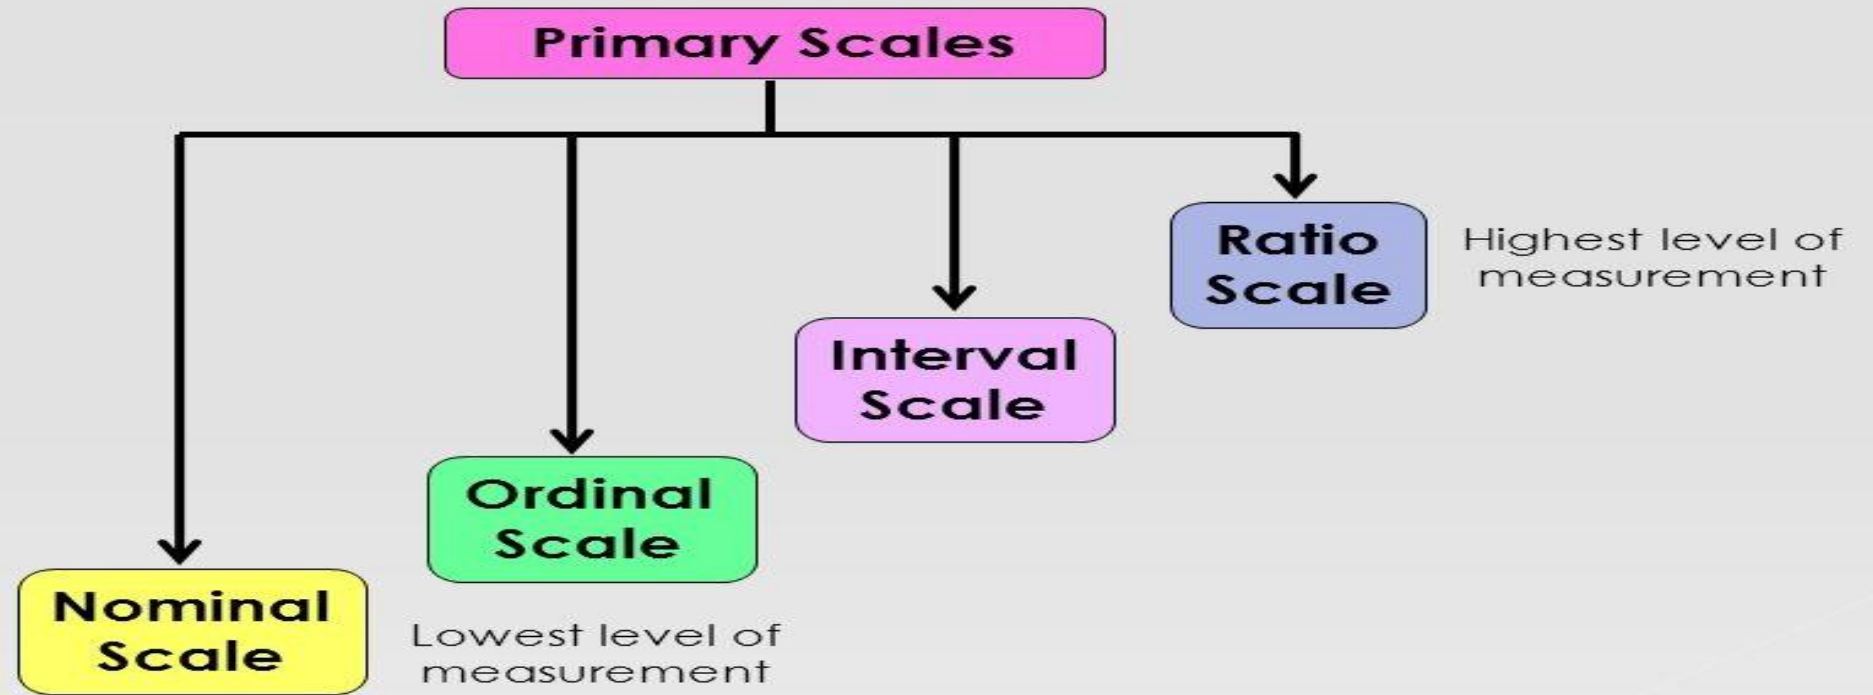 Primary Scales
Ratio
Scale
Highest level of
measurement
Interval
Scale
Ordinal
Scale
Nominal
Scale
Lowest level of
measurement